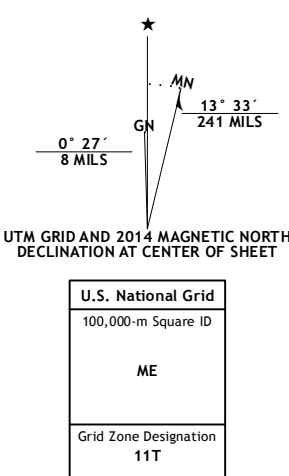 ★
MN
GN
13° 33´
241 MILS
0° 27´
8 MILS
UTM GRID AND 2014 MAGNETIC NORTH
DECLINATION AT CENTER OF SHEET
U.S. National Grid
100,000-m Square ID
ME
Grid Zone Designation
11T